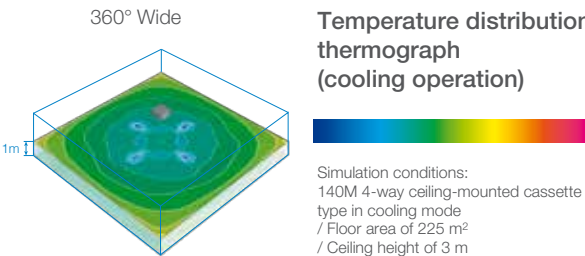 360° Wide
1m
Temperature distribution
thermograph
(cooling operation)
Simulation conditions:
140M 4-way ceiling-mounted cassette
type in cooling mode
/ Floor area of 225 m²
/ Ceiling height of 3 m